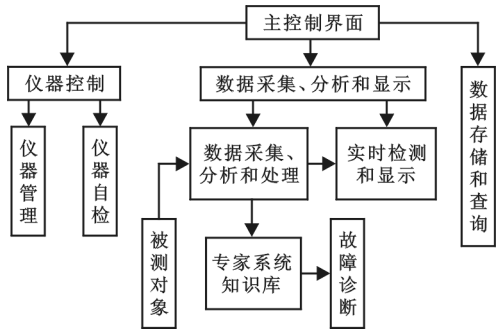 主控制界面
仪器控制
数据采集、分析和显示
数据存储和查询
仪器管理
仪器自检
数据采集、
分析和处理
实时检测
和显示
被测对象
专家系统
知识库
故障诊断